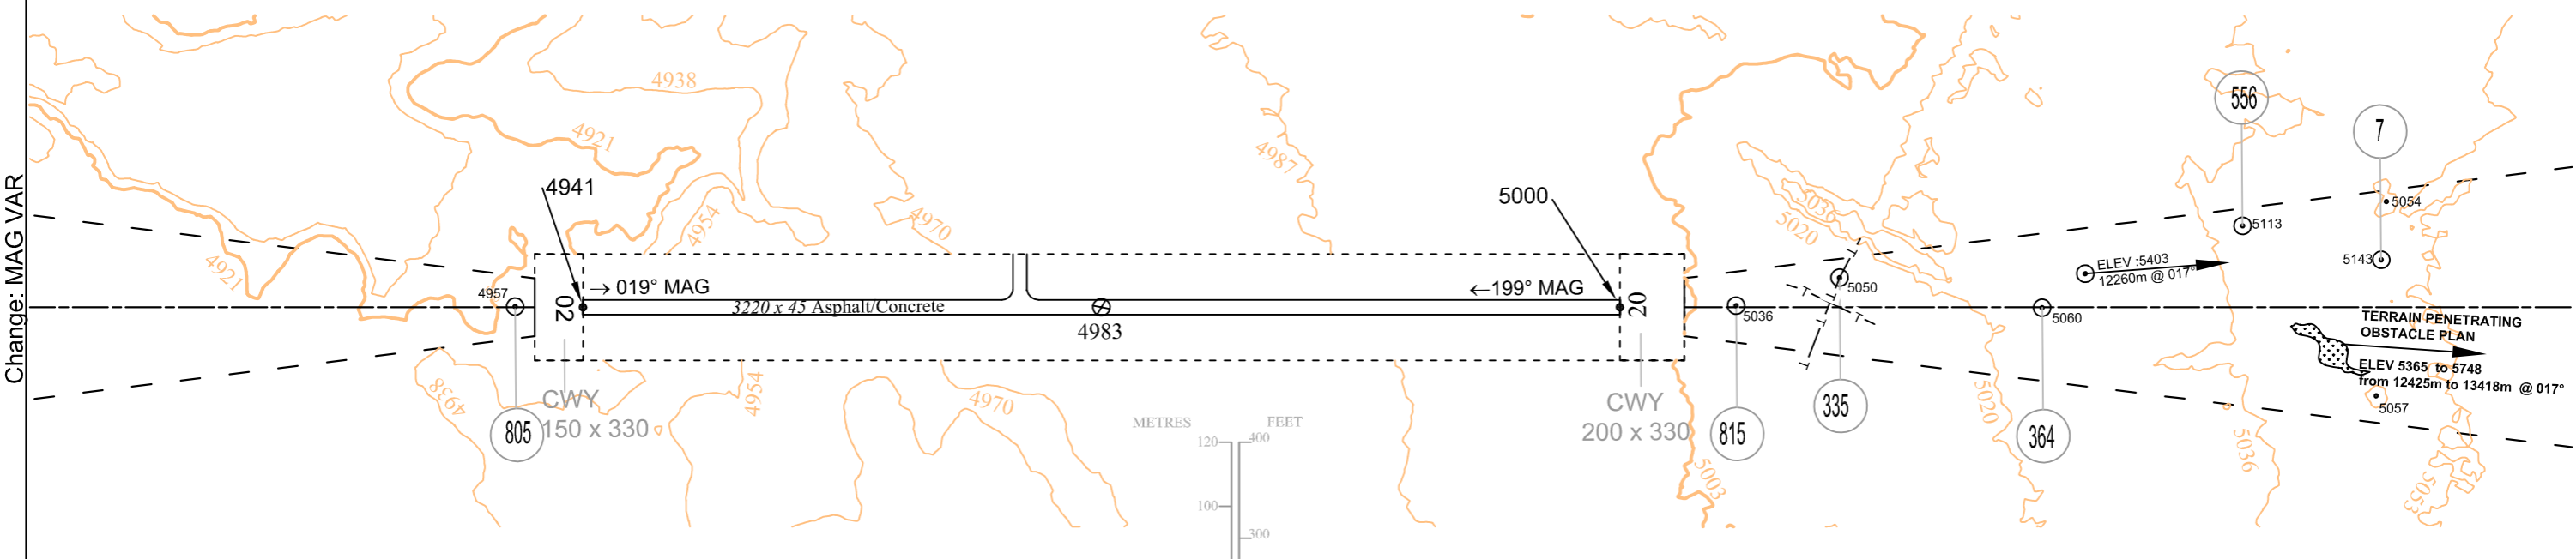 Change: MAG VAR
4938
4921
4987
556
7
4941
5000
4954
4970
5036
5020
5054
5113
5143
4921
4957
02
→ 019° MAG
3220 x 45 Asphalt/Concrete
4983
←199° MAG
20
5036
5050
5060
ELEV :5403
12260m @ 017°
TERRAIN PENETRATING
OBSTACLE PLAN
ELEV 5365 to 5748
from 12425m to 13418m @ 017°
5057
4938
4954
4970
CWY
150 x 330
805
METRES
FEET
120
400
100
300
CWY
200 x 330
815
335
364
5003
5020
5036
5053